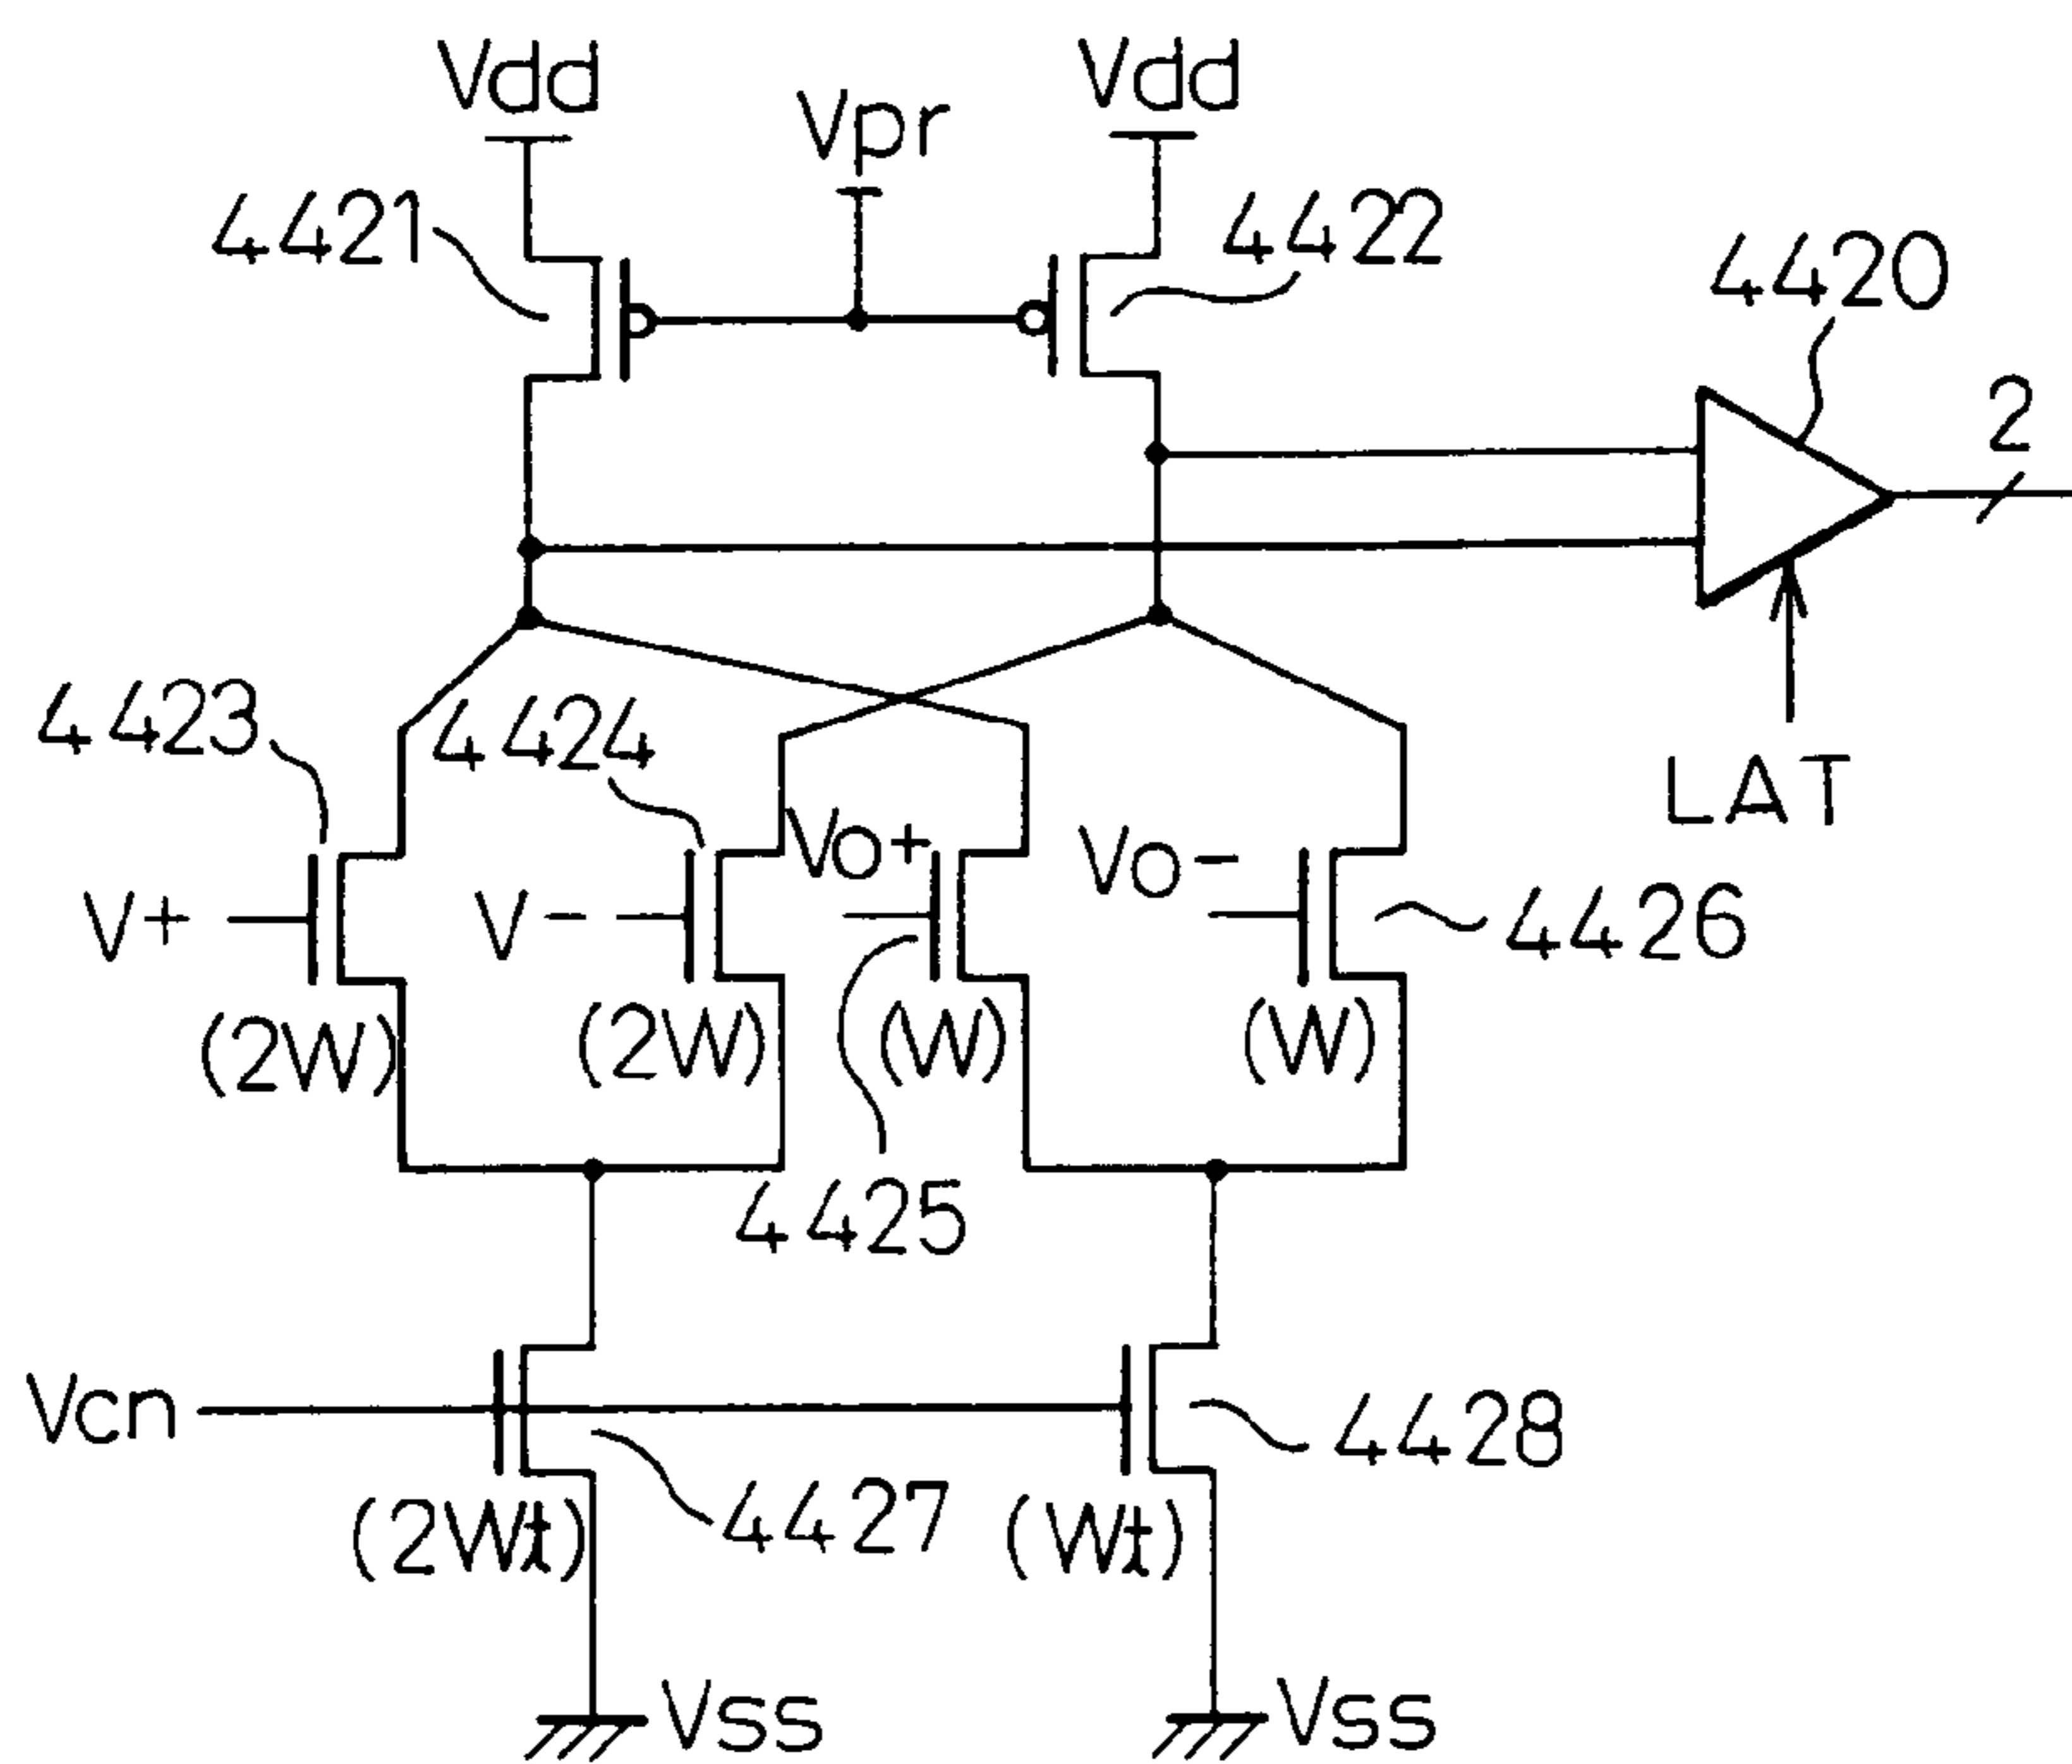 Vdd
Vpr
Vdd
4421
4422
4420
2
4423
4424
Vo+
Vo-
LAT
V+
V-
4426
(2W)
(2W)
(W)
(W)
4425
Vcn
4428
4427
(2Wt)
(Wt)
Vss
Vss